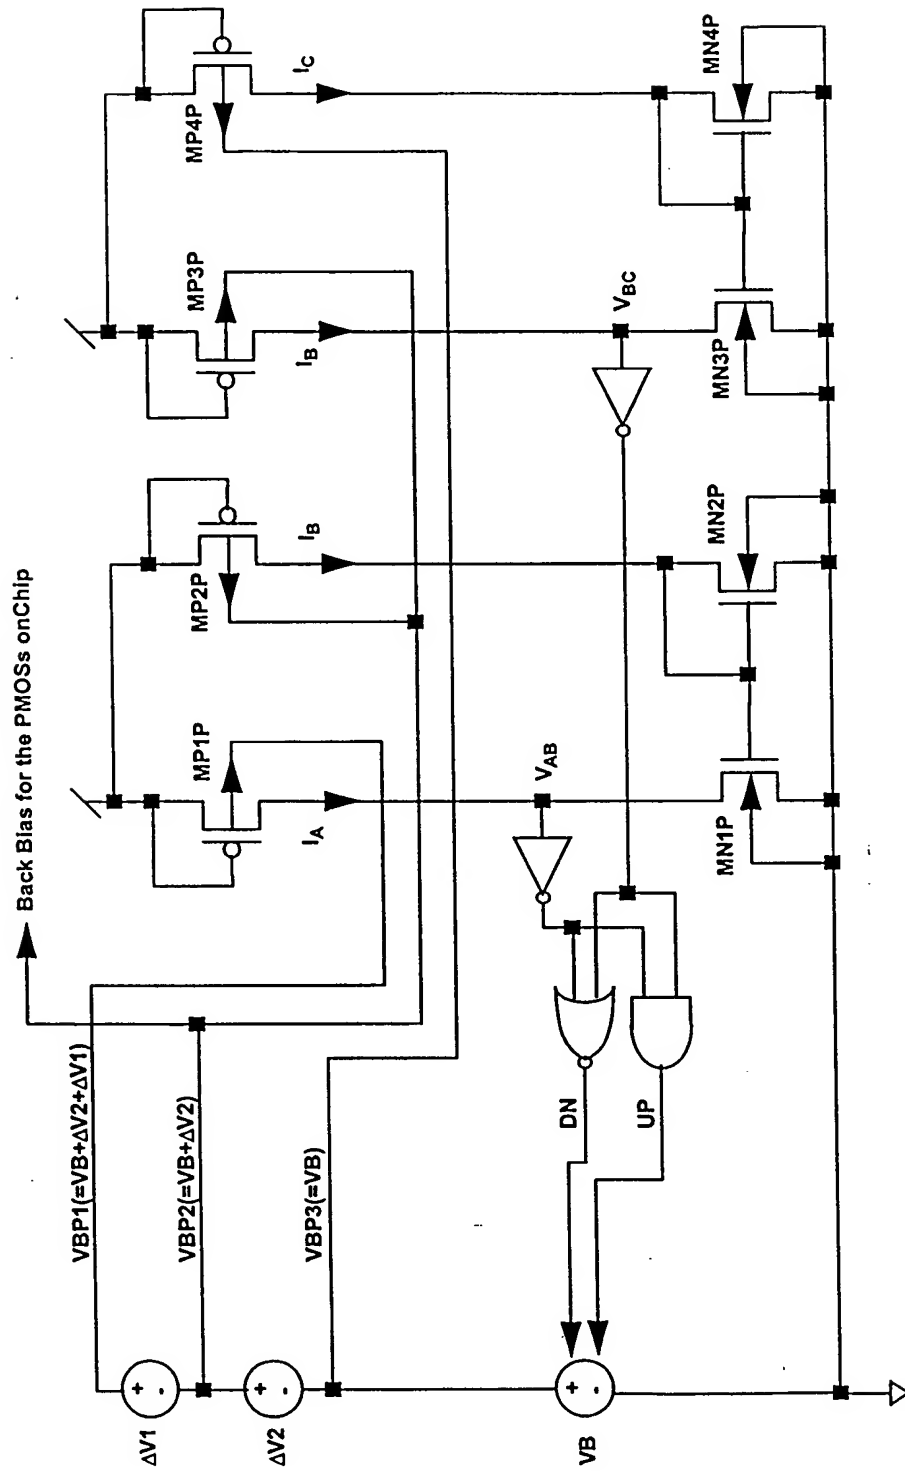 Back Bias for the PMOSs onChip
VBP1(=VB+ΔV2+ΔV1)
VBP2(=VB+ΔV2)
VBP3(=VB)
ΔV1
ΔV2
VB
+ -
+ -
+ -
MP1P
MP2P
MP3P
MP4P
IA
IB
IB
IC
VAB
VBC
DN
UP
MN1P
MN2P
MN3P
MN4P